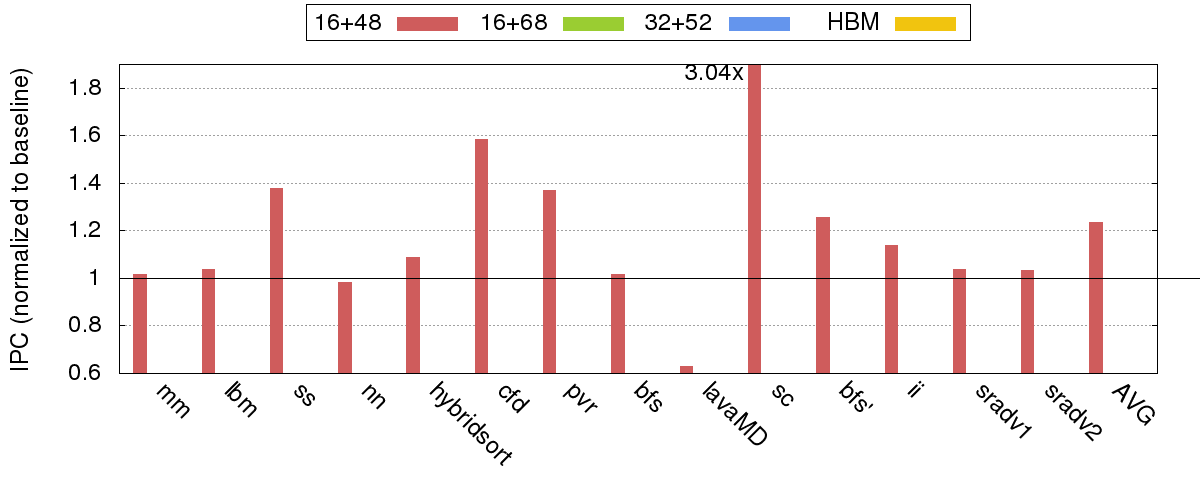 16+48 16+68 32+52 HBM
IPC (normalized to baseline)
3.04x
1.8
1.6
1.4
1.2
1
0.8
0.6
mm lbm ss nn hybridsort cfd pvr bfs lavaMD sc bfs' ii sradv1 sradv2 AVG